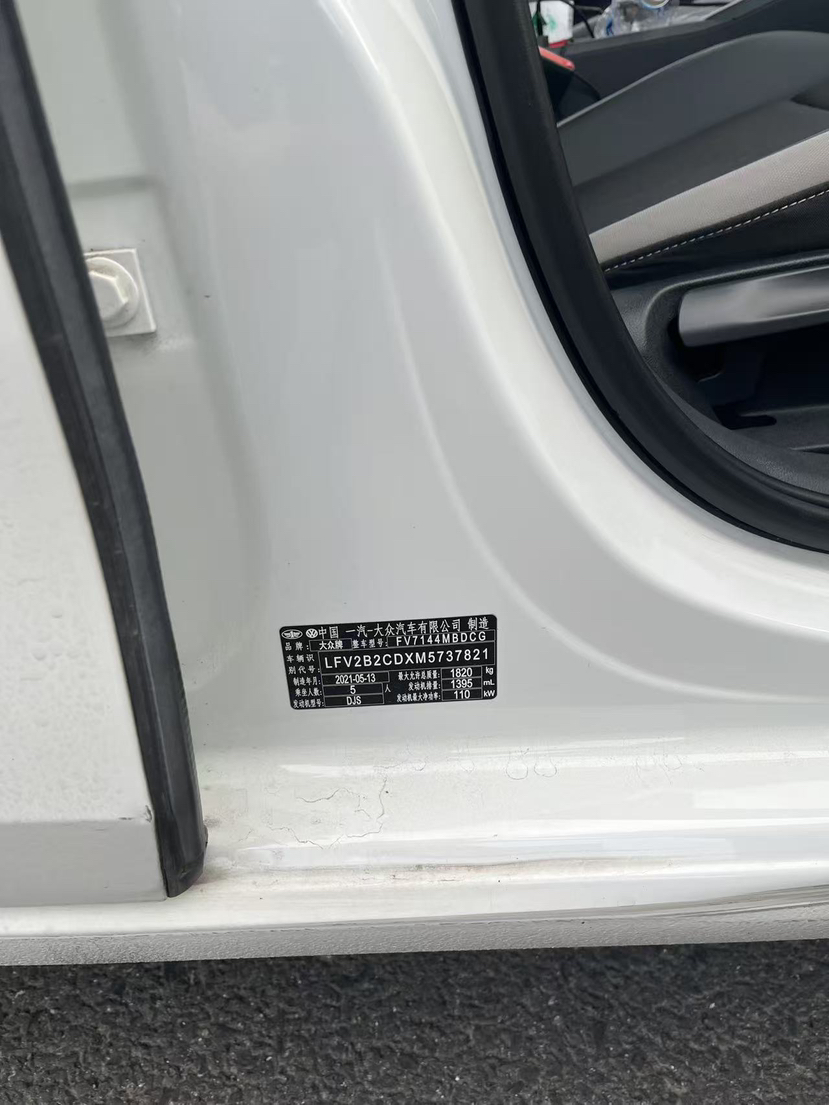 中国 一汽-大众汽车有限公司 制造
品牌: 大众牌 整车型号: FV7144MBDCG
车辆识别代号: LFV2B2CDXM5737821
制造年月: 2021-05-13 最大允许总质量: 1820 kg
乘坐人数: 5 人 发动机排量: 1395 mL
发动机型号: DJS 发动机最大净功率: 110 kW